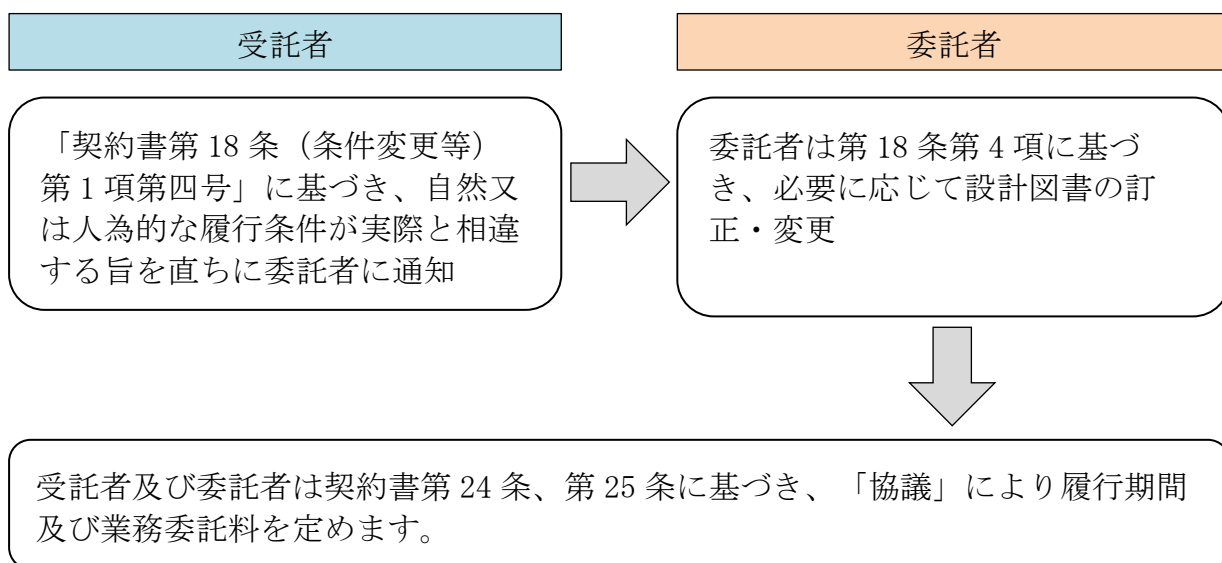 受託者
委託者
「契約書第 18 条（条件変更等）
第 1 項第四号」に基づき、自然又
は人為的な履行条件が実際と相違
する旨を直ちに委託者に通知
委託者は第 18 条第 4 項に基づ
き、必要に応じて設計図書の訂
正・変更
受託者及び委託者は契約書第 24 条、第 25 条に基づき、「協議」により履行期間
及び業務委託料を定めます。